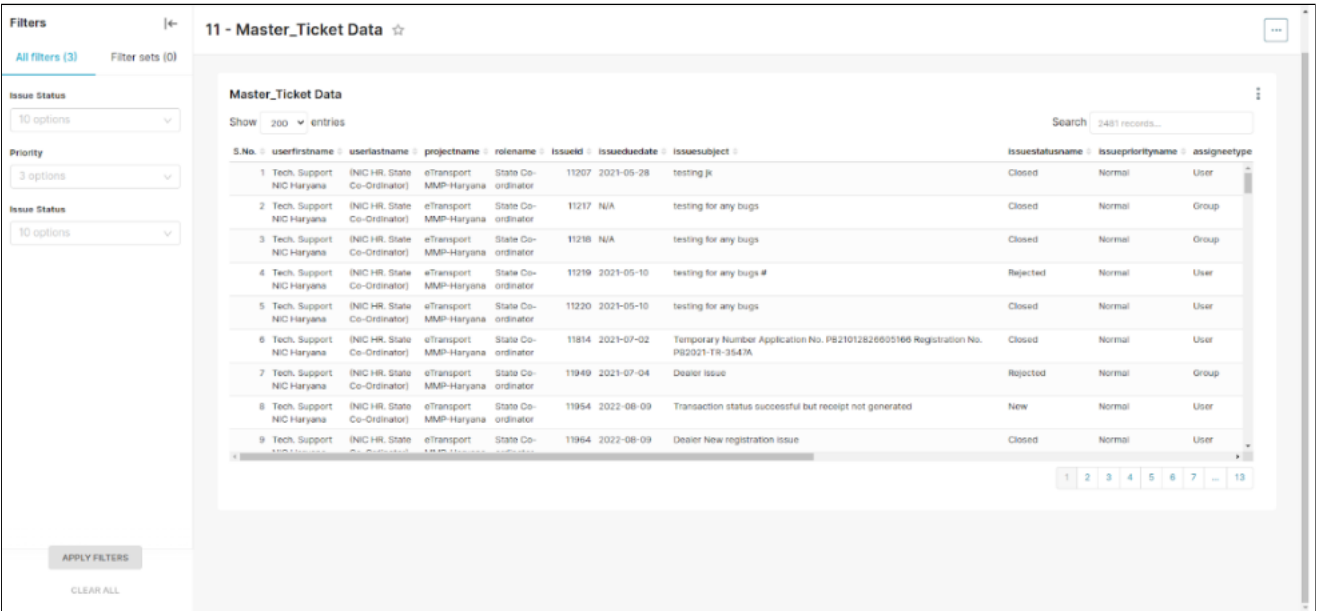 Filters
All filters (3) Filter sets (0)
Issue Status
10 options
Priority
3 options
Issue Status
10 options
APPLY FILTERS
CLEAR ALL
11 - Master_Ticket Data
Master_Ticket Data
Show 200 entries Search 2481 records...
S.No. userfirstname userlastname projectname rolename issueid issueduedate issuesubject issuestatusname issuepriorityname assigneetype
1 Tech. Support (NIC HR. State eTransport State Co- 11207 2021-05-28 testing jk Closed Normal User
NIC Haryana Co-Ordinator) MMP-Haryana ordinator
2 Tech. Support (NIC HR. State eTransport State Co- 11217 N/A testing for any bugs Closed Normal Group
NIC Haryana Co-Ordinator) MMP-Haryana ordinator
3 Tech. Support (NIC HR. State eTransport State Co- 11218 N/A testing for any bugs Closed Normal Group
NIC Haryana Co-Ordinator) MMP-Haryana ordinator
4 Tech. Support (NIC HR. State eTransport State Co- 11219 2021-05-10 testing for any bugs # Rejected Normal User
NIC Haryana Co-Ordinator) MMP-Haryana ordinator
5 Tech. Support (NIC HR. State eTransport State Co- 11220 2021-05-10 testing for any bugs Closed Normal User
NIC Haryana Co-Ordinator) MMP-Haryana ordinator
6 Tech. Support (NIC HR. State eTransport State Co- 11814 2021-07-02 Temporary Number Application No. PB21012826605166 Registration No. Closed Normal User
NIC Haryana Co-Ordinator) MMP-Haryana ordinator PB2021-TR-3547A
7 Tech. Support (NIC HR. State eTransport State Co- 11949 2021-07-04 Dealer issue Rejected Normal Group
NIC Haryana Co-Ordinator) MMP-Haryana ordinator
8 Tech. Support (NIC HR. State eTransport State Co- 11954 2022-08-09 Transaction status successful but receipt not generated New Normal User
NIC Haryana Co-Ordinator) MMP-Haryana ordinator
9 Tech. Support (NIC HR. State eTransport State Co- 11964 2022-08-09 Dealer New registration issue Closed Normal User
1 2 3 4 5 6 7 ... 13